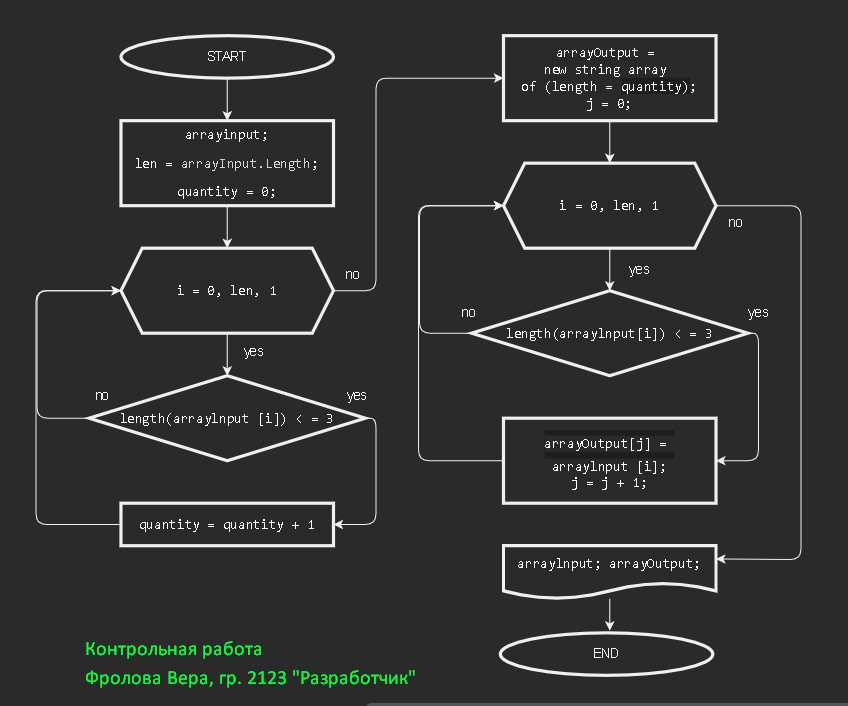 START
arrayinput;
len = arrayInput.Length;
quantity = 0;
i = 0, len, 1
no
yes
length(arraylnput [i]) < = 3
no
yes
quantity = quantity + 1
arrayOutput =
new string array
of (length = quantity);
j = 0;
i = 0, len, 1
no
yes
length(arraylnput[i]) < = 3
no
yes
arrayOutput[j] =
arraylnput [i];
j = j + 1;
arraylnput; arrayOutput;
END
Контрольная работа
Фролова Вера, гр. 2123 "Разработчик"